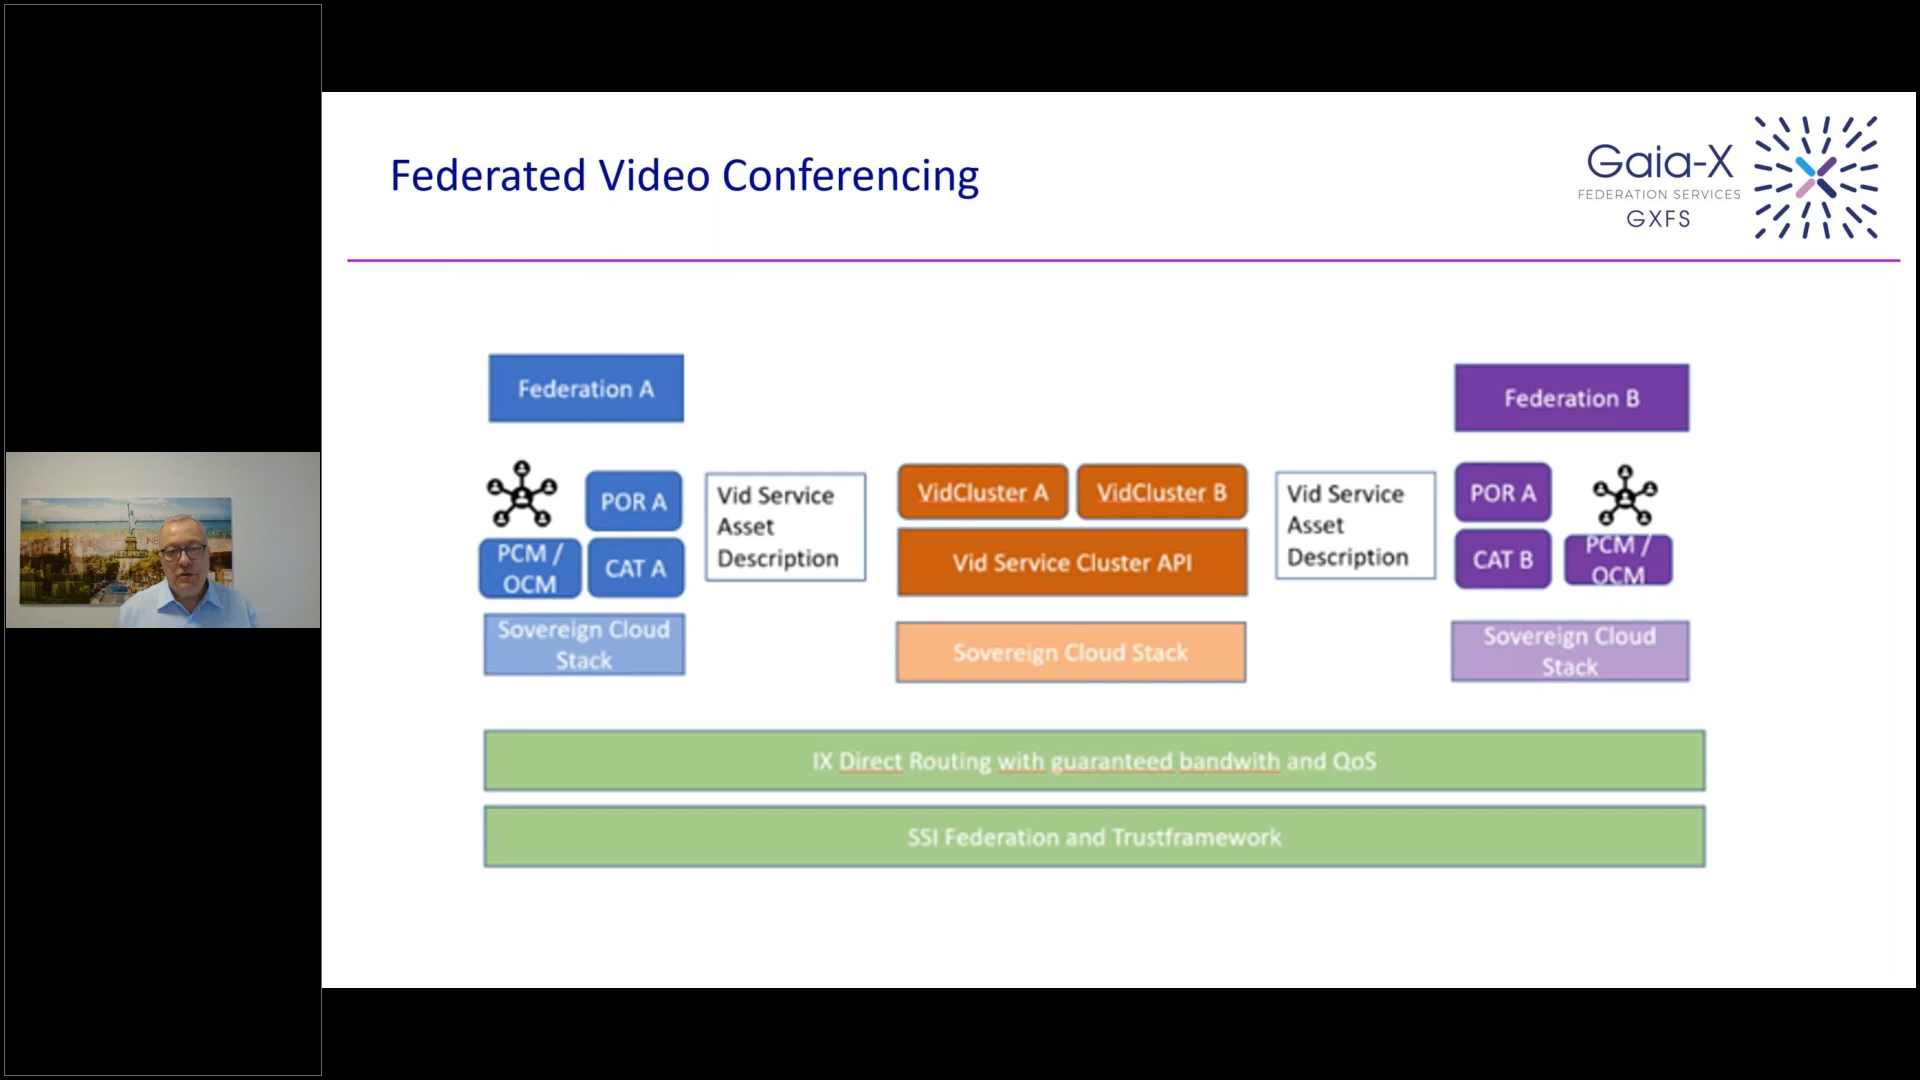 Federated Video Conferencing
Gaia-X
FEDERATION SERVICES
GXFS
Federation A
Federation B
POR A
PCM /
OCM
CAT A
Vid Service
Asset
Description
VidCluster A
VidCluster B
Vid Service Cluster API
Vid Service
Asset
Description
POR A
CAT B
PCM /
OCM
Sovereign Cloud
Stack
Sovereign Cloud Stack
Sovereign Cloud
Stack
IX Direct Routing with guaranteed bandwith and QoS
SSI Federation and Trustframework